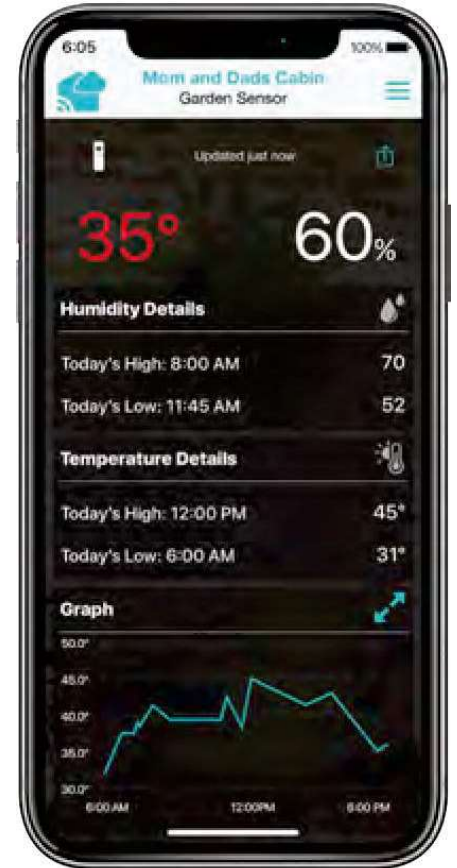 6:05 100%
Mom and Dads Cabin
Garden Sensor
Updated just now
35° 60%
Humidity Details
Today's High: 8:00 AM 70
Today's Low: 11:45 AM 52
Temperature Details
Today's High: 12:00 PM 45°
Today's Low: 6:00 AM 31°
Graph
50.0°
45.0°
40.0°
35.0°
30.0°
6:00 AM 12:00PM 6:00 PM